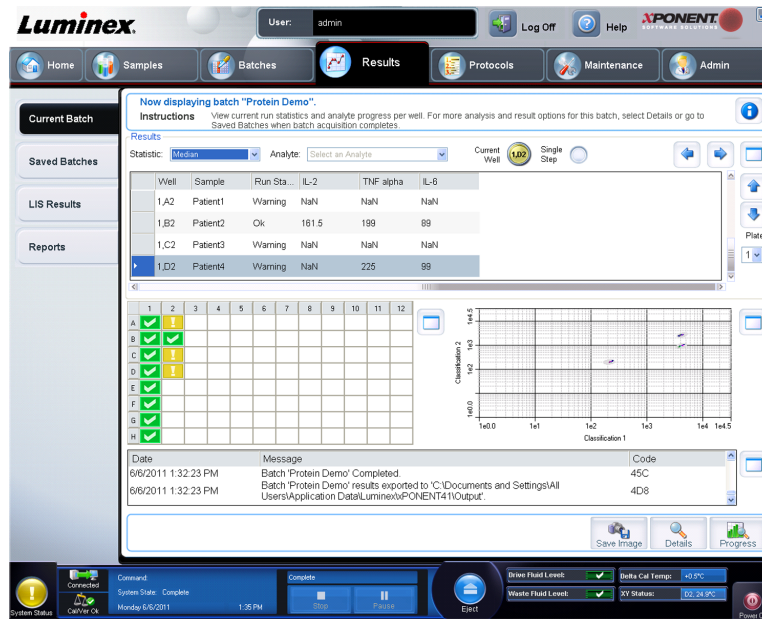 Luminex.
User: admin
Log Off
Help
XPONENT.
SOFTWARE SOLUTIONS
Home
Samples
Batches
Results
Protocols
Maintenance
Admin
Current Batch
Saved Batches
LIS Results
Reports
Now displaying batch "Protein Demo".
Instructions View current run statistics and analyte progress per well. For more analysis and result options for this batch, select Details or go to
Saved Batches when batch acquisition completes.
Results
Statistic: Median Analyte: Select an Analyte Current Well 1,D2 Single Step
Well Sample Run Sta... IL-2 TNF alpha IL-6
1,A2 Patient1 Warning NaN NaN NaN
1,B2 Patient2 Ok 161.5 199 89
1,C2 Patient3 Warning NaN NaN NaN
1,D2 Patient4 Warning NaN 225 99
Plate
1
1 2 3 4 5 6 7 8 9 10 11 12
A
B
C
D
E
F
G
H
Classification 2
1e4.5
1e3
1e2
1e0.0
1e0.0 1e1 1e2 1e3 1e4 1e4.5
Classification 1
Date Message Code
6/6/2011 1:32:23 PM Batch 'Protein Demo' Completed. 45C
6/6/2011 1:32:23 PM Batch 'Protein Demo' results exported to 'C:\Documents and Settings\All
Users\Application Data\Luminex\xPONENT41\Output'. 4D8
Save Image
Details
Progress
System Status
Connected
Cal/Ver Ok
Command:
System State: Complete
Monday 6/6/2011 1:35 PM
Complete
Stop
Pause
Eject
Drive Fluid Level:
Waste Fluid Level:
Delta Cal Temp: +0.5°C
XY Status: D2, 24.9°C